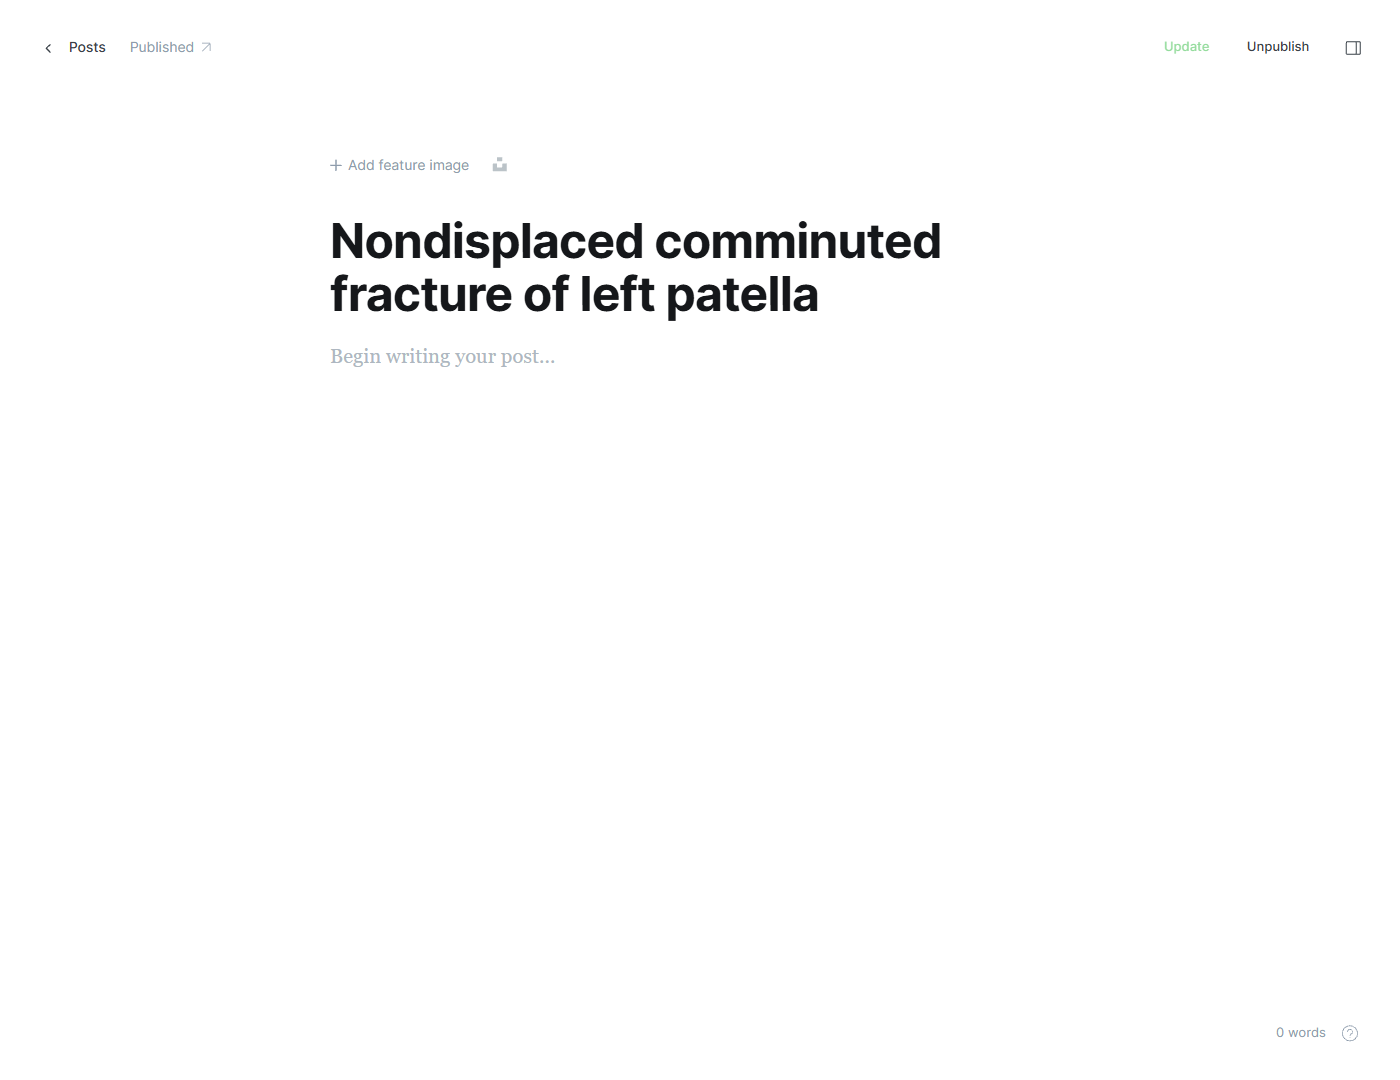 Posts
Published
Update
Unpublish
Add feature image
Nondisplaced comminuted
fracture of left patella
Begin writing your post...
0 words
?